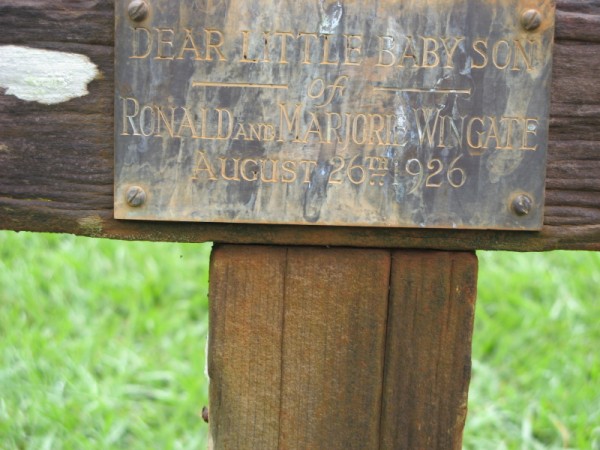 DEAR LITTLE BABY SON
of
RONALD AND MARJORIE WINGATE
AUGUST 26TH 1926